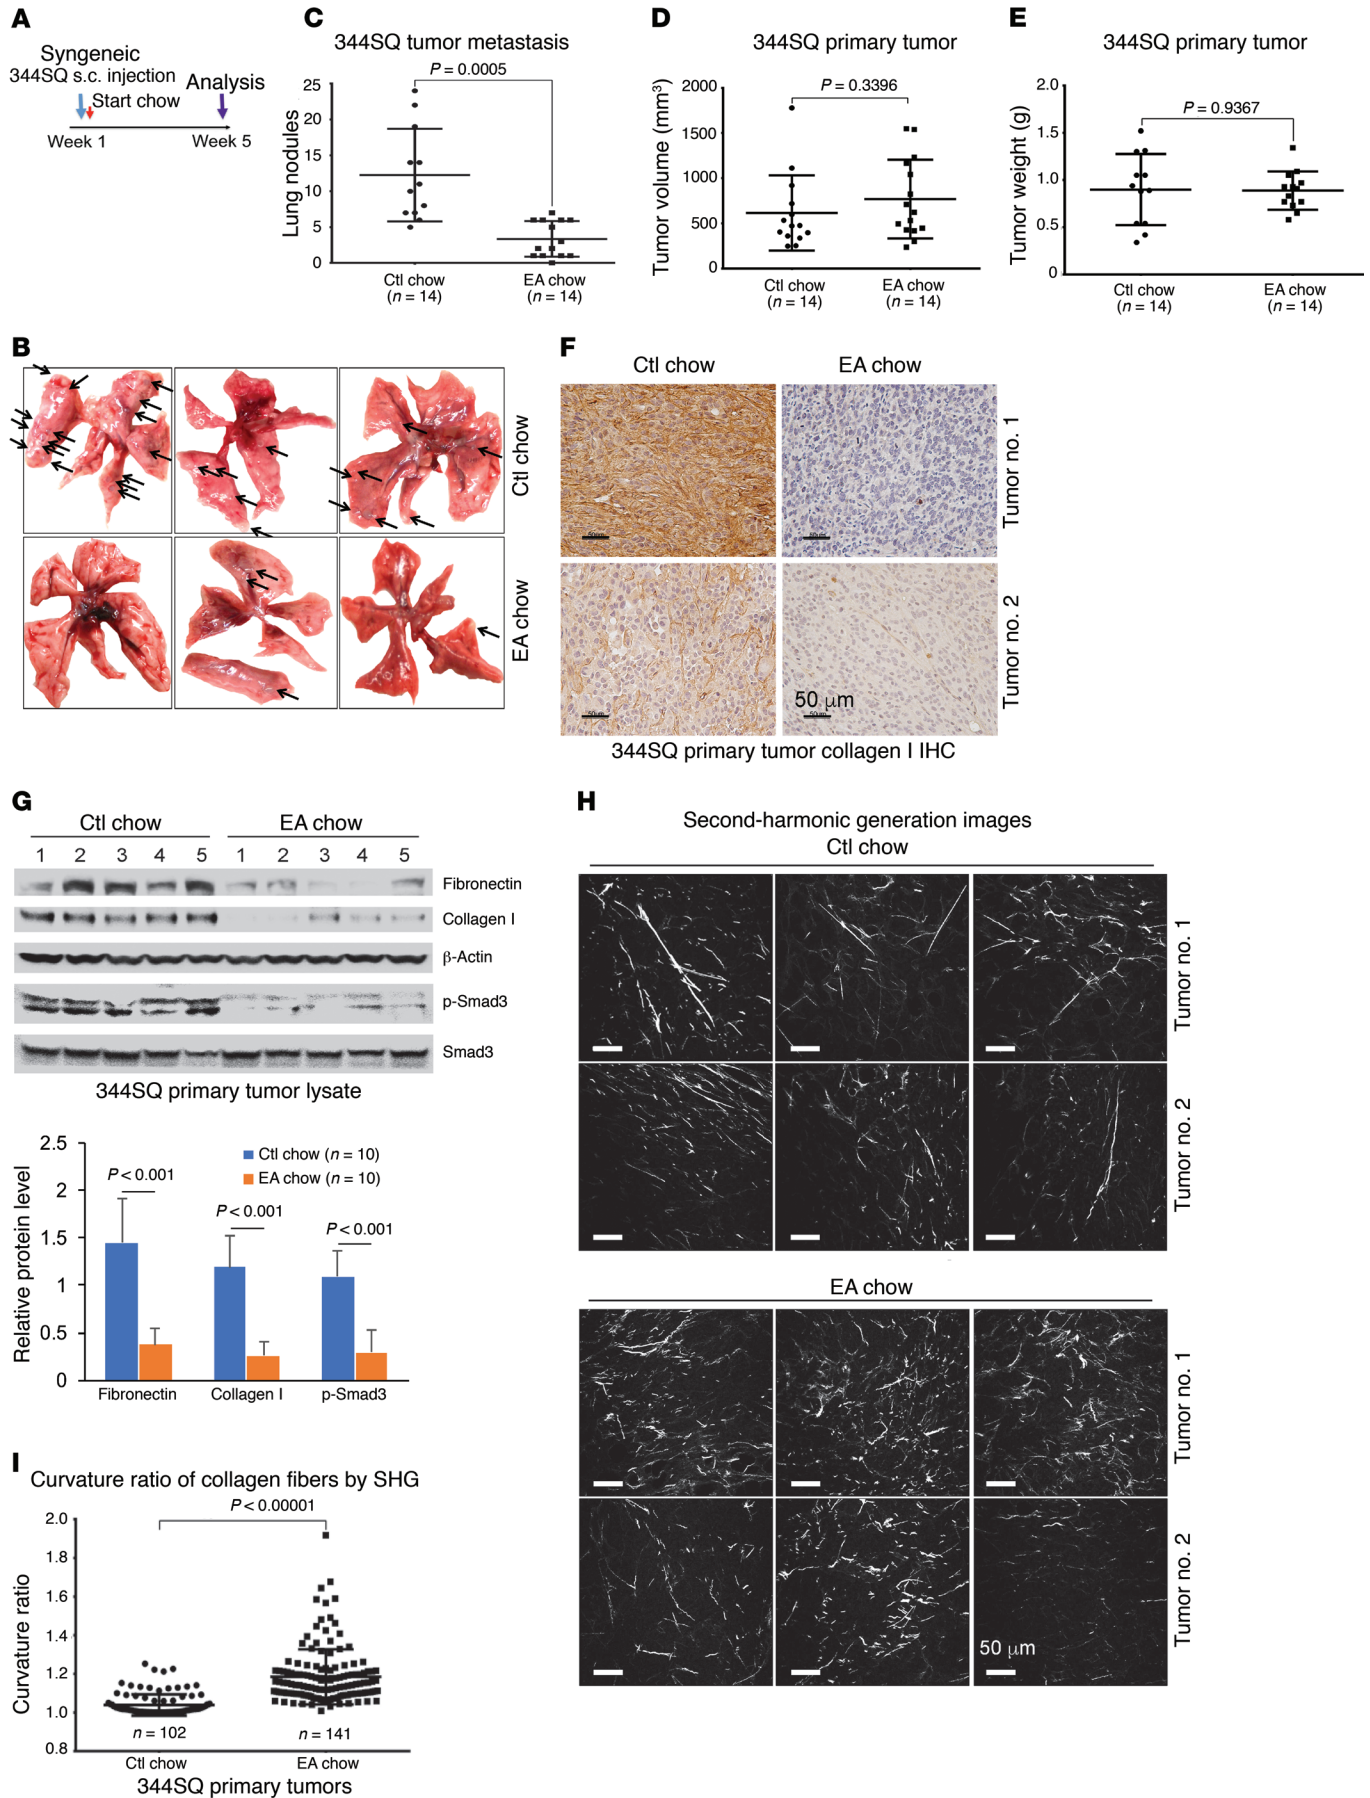 A
Syngeneic
344SQ s.c. injection
Start chow
Analysis
Week 1
Week 5
C
344SQ tumor metastasis
P = 0.0005
Lung nodules
25
20
15
10
5
0
Ctl chow
(n = 14)
EA chow
(n = 14)
D
344SQ primary tumor
P = 0.3396
Tumor volume (mm³)
2000
1500
1000
500
0
Ctl chow
(n = 14)
EA chow
(n = 14)
E
344SQ primary tumor
P = 0.9367
Tumor weight (g)
2.0
1.5
1.0
0.5
0
Ctl chow
(n = 14)
EA chow
(n = 14)
B
Ctl chow
EA chow
F
Ctl chow
EA chow
Tumor no. 1
Tumor no. 2
50μm
50μm
50μm
50 μm
50μm
344SQ primary tumor collagen I IHC
G
Ctl chow
EA chow
1 2 3 4 5 1 2 3 4 5
Fibronectin
Collagen I
β-Actin
p-Smad3
Smad3
344SQ primary tumor lysate
Relative protein level
2.5
2
1.5
1
0.5
0
Ctl chow (n = 10)
EA chow (n = 10)
P < 0.001
P < 0.001
P < 0.001
Fibronectin
Collagen I
p-Smad3
H
Second-harmonic generation images
Ctl chow
Tumor no. 1
Tumor no. 2
EA chow
Tumor no. 1
Tumor no. 2
50 μm
I
Curvature ratio of collagen fibers by SHG
P < 0.00001
Curvature ratio
2.0
1.8
1.6
1.4
1.2
1.0
0.8
n = 102
n = 141
Ctl chow
EA chow
344SQ primary tumors